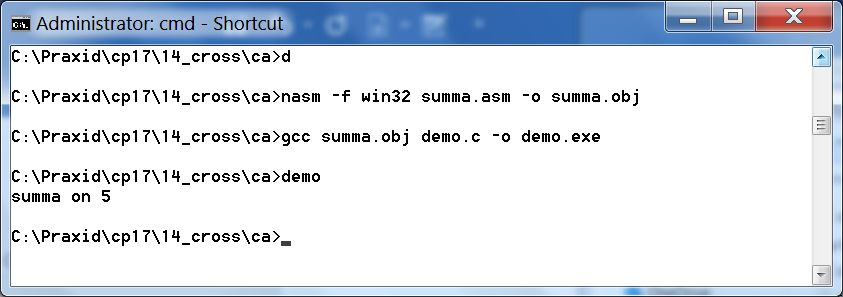 Administrator: cmd - Shortcut
C:\Praxid\cp17\14_cross\ca>d
C:\Praxid\cp17\14_cross\ca>nasm -f win32 summa.asm -o summa.obj
C:\Praxid\cp17\14_cross\ca>gcc summa.obj demo.c -o demo.exe
C:\Praxid\cp17\14_cross\ca>demo
summa on 5
C:\Praxid\cp17\14_cross\ca>